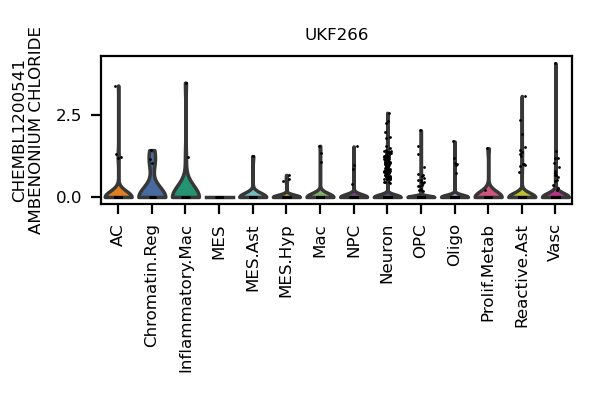 UKF266
CHEMBL1200541
AMBENONIUM CHLORIDE
2.5
0.0
AC
Chromatin.Reg
Inflammatory.Mac
MES
MES.Ast
MES.Hyp
Mac
NPC
Neuron
OPC
Oligo
Prolif.Metab
Reactive.Ast
Vasc